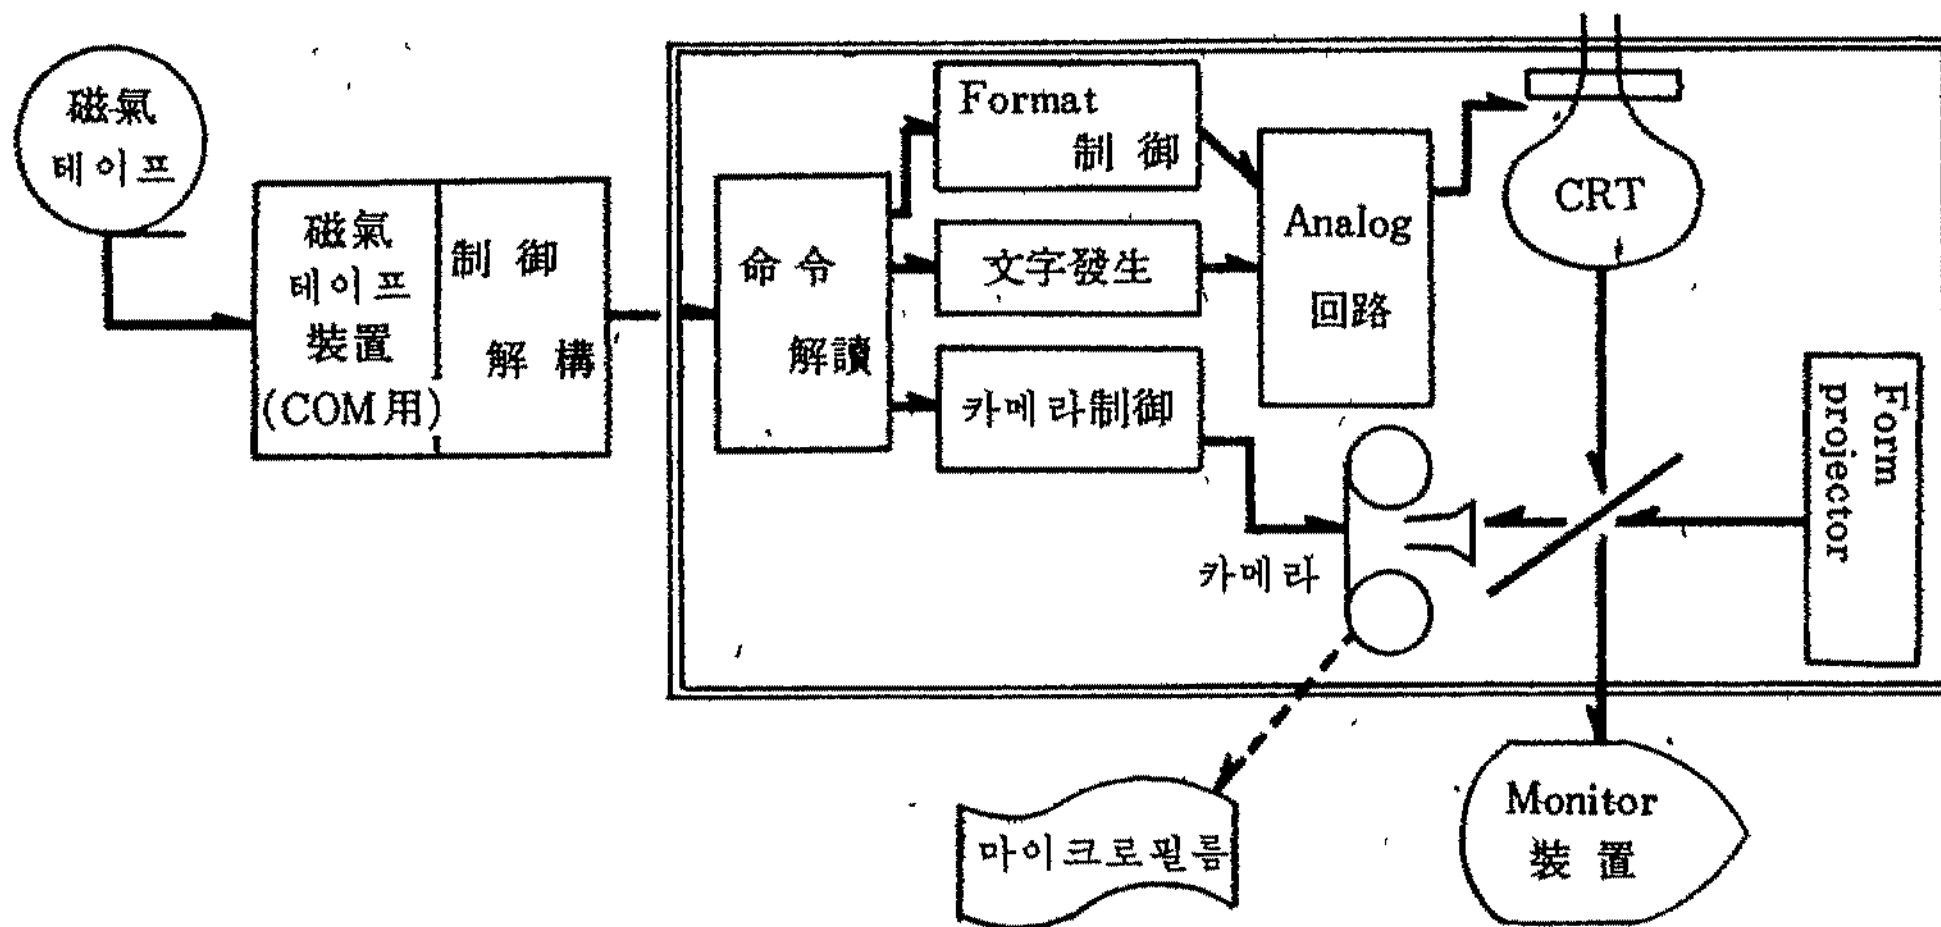 磁氣
테이프
磁氣
테이프
裝置
(COM用)
制御
解構
命令
解讀
Format
制御
文字發生
카메라制御
Analog
回路
CRT
Form
projector
카메라
마이크로필름
Monitor
裝置